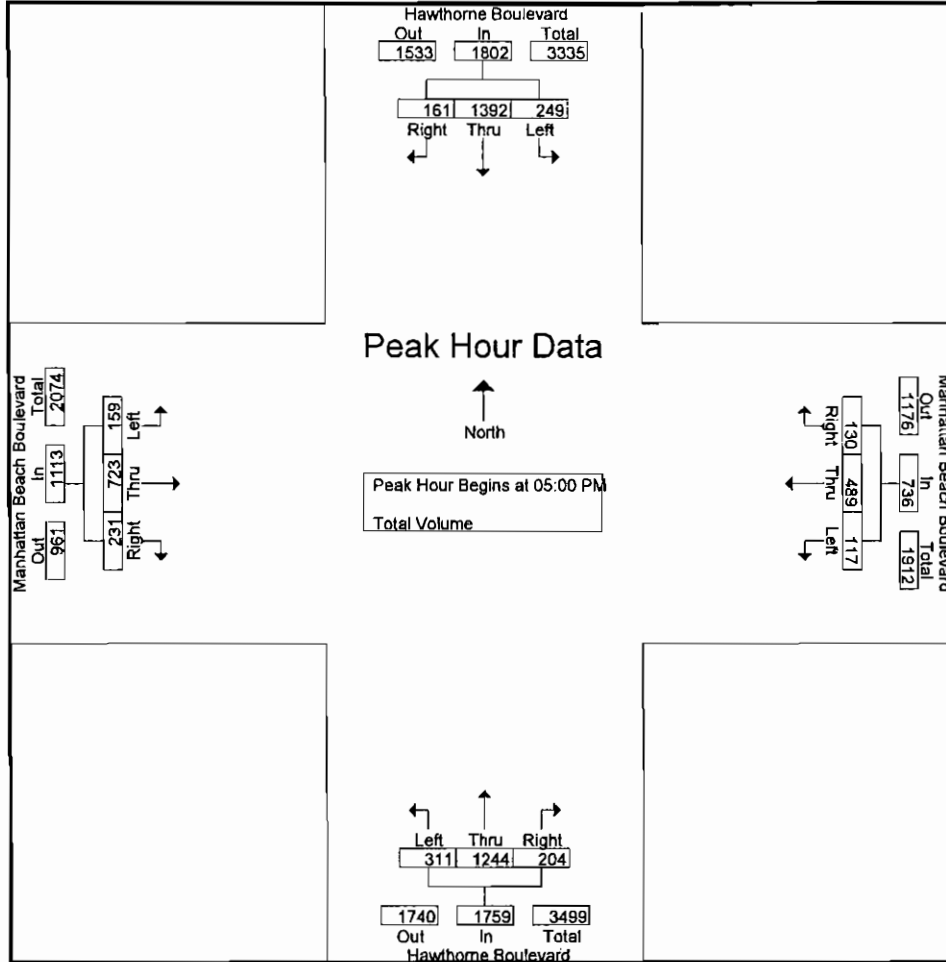 Hawthorne Boulevard
Out In Total
1533 1802 3335
161 1392 249
Right Thru Left
Peak Hour Data
North
Peak Hour Begins at 05:00 PM
Total Volume
Manhattan Beach Boulevard
Out In Total
961 1113 2074
231 723 159
Right Thru Left
Manhattan Beach Boulevard
Out In Total
1176 736 1912
130 489 117
Right Thru Left
Left Thru Right
311 1244 204
1740 1759 3499
Out In Total
Hawthorne Boulevard